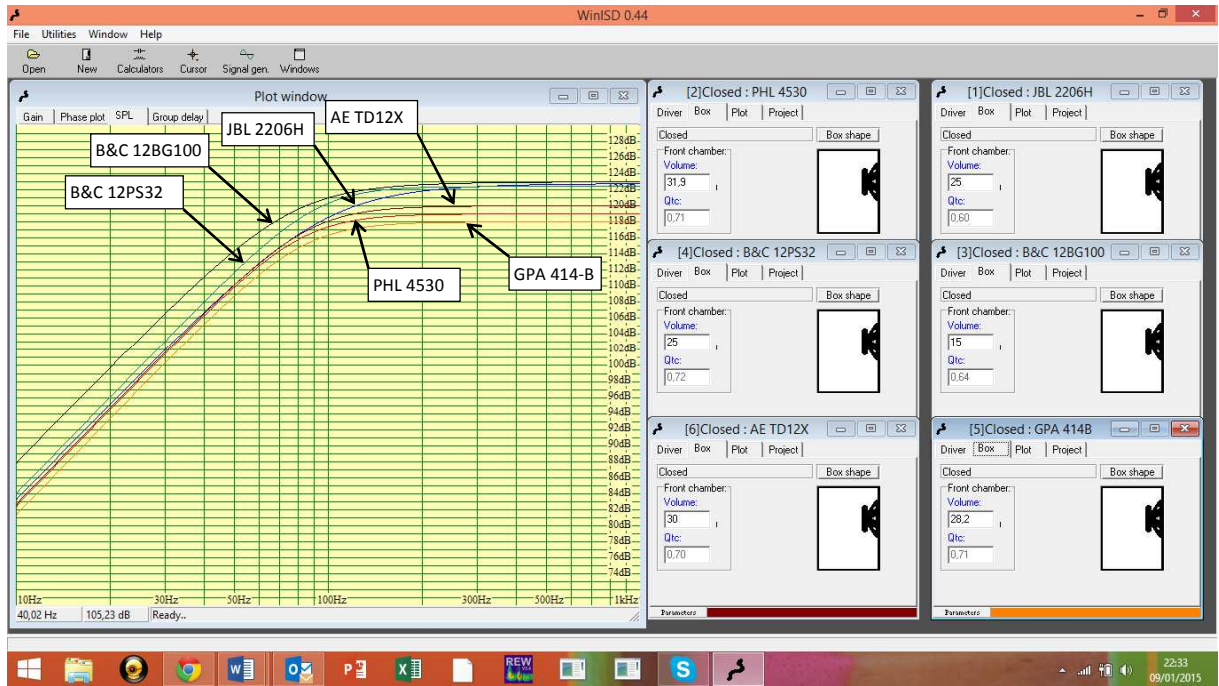 WinISD 0.44
File Utilities Window Help
Open New Calculators Cursor Signal gen. Windows
Plot window
Gain Phase plot SPL Group delay
B&C 12PS32
B&C 12BG100
JBL 2206H
AE TD12X
PHL 4530
GPA 414-B
128dB
126dB
124dB
122dB
120dB
118dB
116dB
114dB
112dB
110dB
108dB
106dB
104dB
102dB
100dB
98dB
96dB
94dB
92dB
90dB
88dB
86dB
84dB
82dB
80dB
78dB
76dB
74dB
10Hz 30Hz 50Hz 100Hz 300Hz 500Hz 1kHz
40,02 Hz 105,23 dB Ready..
[2]Closed : PHL 4530
Driver Box Plot Project
Closed Box shape
Front chamber:
Volume:
31,9 l
Qtc:
0,71
[1]Closed : JBL 2206H
Driver Box Plot Project
Closed Box shape
Front chamber:
Volume:
25 l
Qtc:
0,60
[4]Closed : B&C 12PS32
Driver Box Plot Project
Closed Box shape
Front chamber:
Volume:
25 l
Qtc:
0,72
[3]Closed : B&C 12BG100
Driver Box Plot Project
Closed Box shape
Front chamber:
Volume:
15 l
Qtc:
0,64
[6]Closed : AE TD12X
Driver Box Plot Project
Closed Box shape
Front chamber:
Volume:
30 l
Qtc:
0,70
Parameters
[5]Closed : GPA 414B
Driver Box Plot Project
Closed Box shape
Front chamber:
Volume:
28,2 l
Qtc:
0,71
Parameters
REW
22:33
09/01/2015